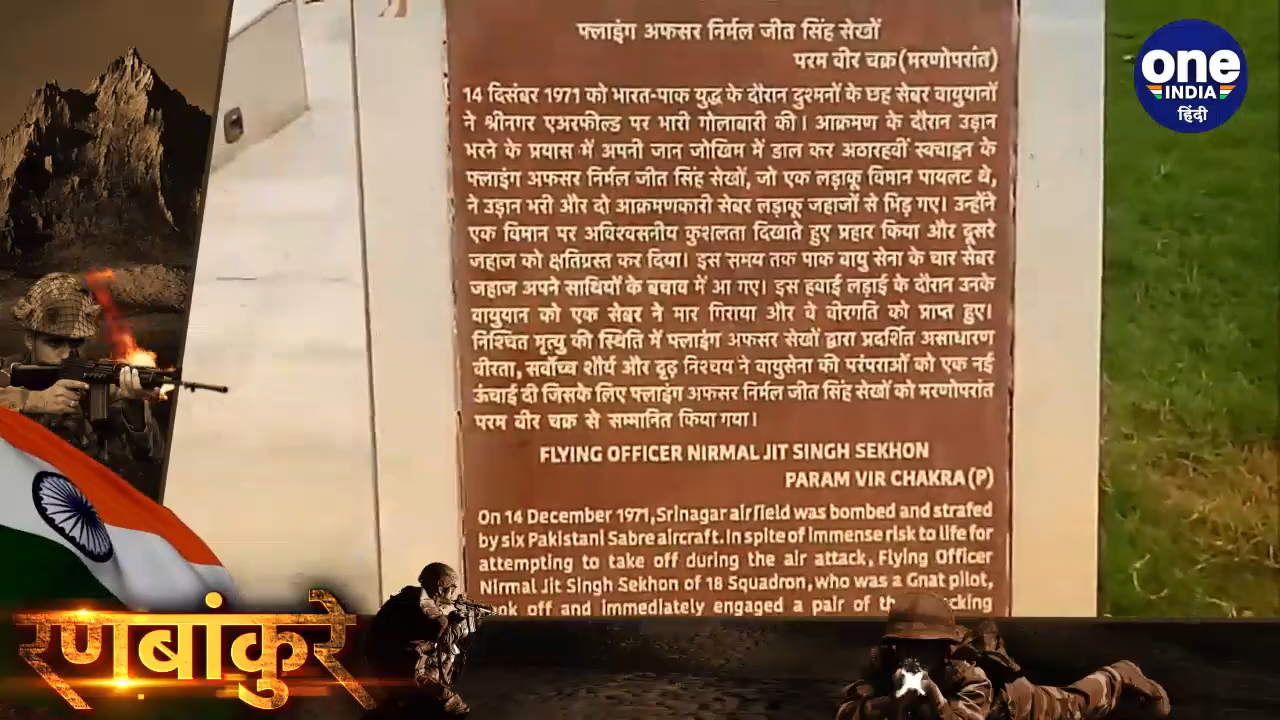 फ्लाइंग अफसर निर्मल जीत सिंह सेखों
परम वीर चक्र(मरणोपरांत)
14 दिसंबर 1971 को भारत-पाक युद्ध के दौरान दुश्मनों के छह सेबर वायुयानों
ने श्रीनगर एअरफील्ड पर भारी गोलाबारी की। आक्रमण के दौरान उड़ान
भरने के प्रयास में अपनी जान जोखिम में डाल कर अठारहवीं स्क्वाड्रन के
फ्लाइंग अफसर निर्मल जीत सिंह सेखों, जो एक लड़ाकू विमान पायलट थे,
ने उड़ान भरी और दो आक्रमणकारी सेबर लड़ाकू जहाजों से भिड़ गए। उन्होंने
एक विमान पर अविश्वसनीय कुशलता दिखाते हुए प्रहार किया और दूसरे
जहाज को क्षतिग्रस्त कर दिया। इस समय तक पाक वायु सेना के चार सेबर
जहाज अपने साथियों के बचाव में आ गए। इस हवाई लड़ाई के दौरान उनके
वायुयान को एक सेबर ने मार गिराया और वे वीरगति को प्राप्त हुए।
निश्चित मृत्यु की स्थिति में फ्लाइंग अफसर सेखों द्वारा प्रदर्शित असाधारण
वीरता, सर्वोच्च शौर्य और दृढ़ निश्चय ने वायुसेना की परंपराओं को एक नई
ऊंचाई दी जिसके लिए फ्लाइंग अफसर निर्मल जीत सिंह सेखों को मरणोपरांत
परम वीर चक्र से सम्मानित किया गया।
FLYING OFFICER NIRMAL JIT SINGH SEKHON
PARAM VIR CHAKRA (P)
On 14 December 1971, Srinagar airfield was bombed and strafed
by six Pakistani Sabre aircraft. In spite of immense risk to life for
attempting to take off during the air attack, Flying Officer
Nirmal Jit Singh Sekhon of 18 Squadron, who was a Gnat pilot,
off and immediately engaged a pair of
one
INDIA
हिंदी
रणबांकुरे